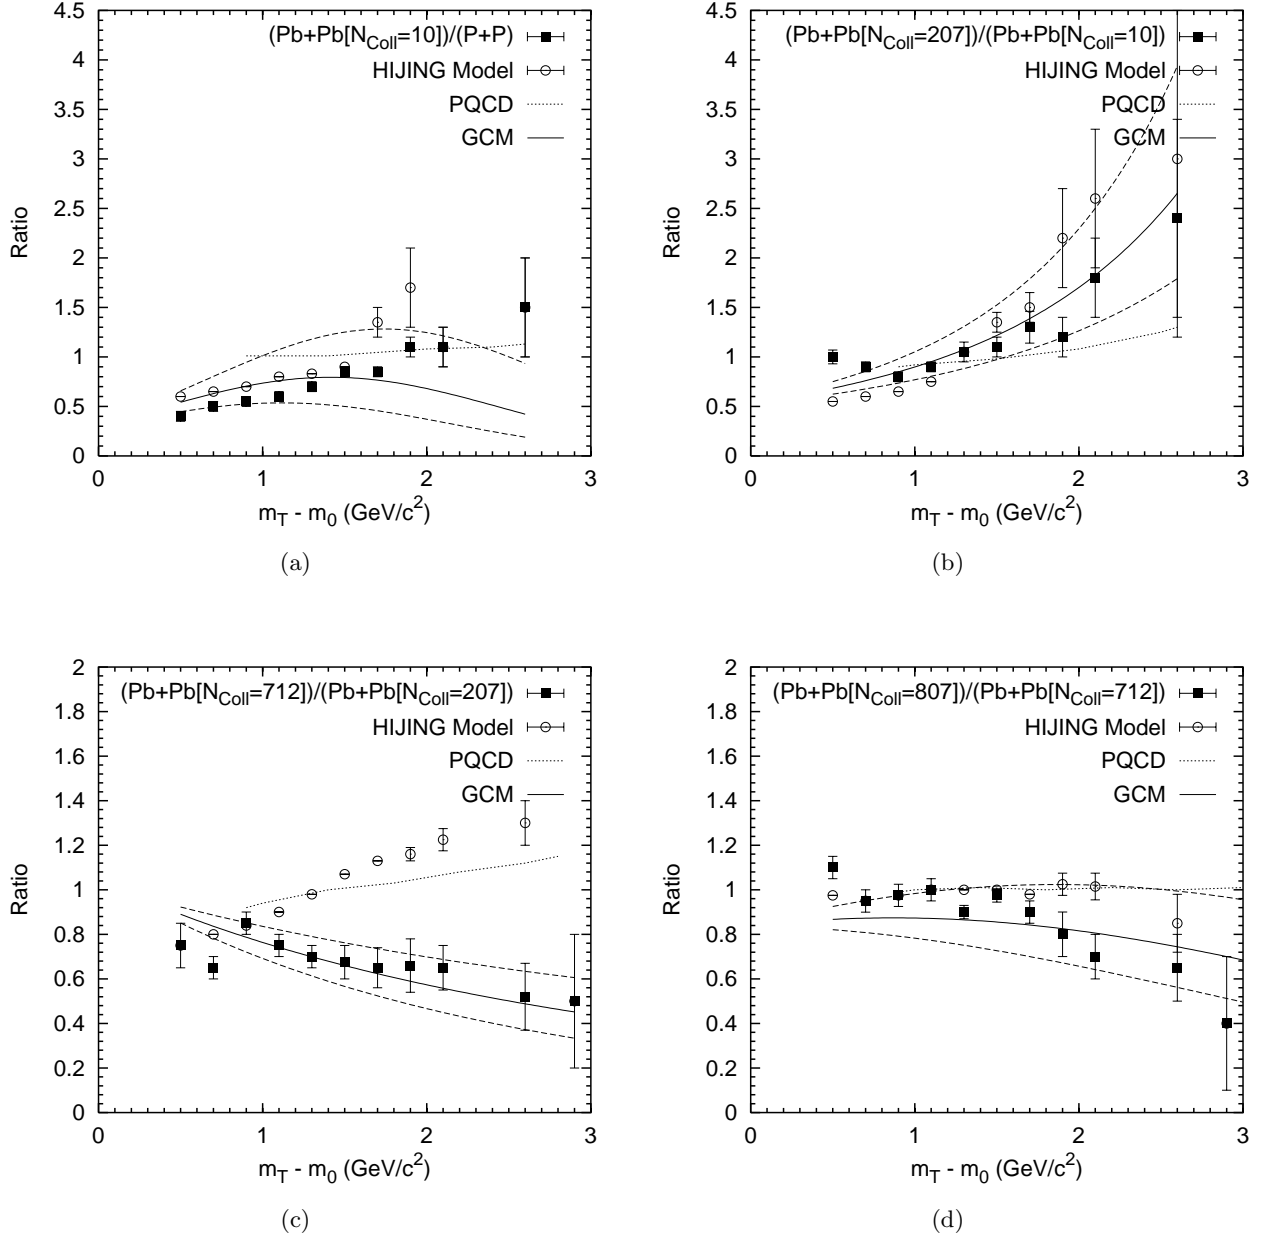 4.5
4
3.5
3
2.5
2
1.5
1
0.5
0
Ratio
(Pb+Pb[N_Coll=10])/(P+P)
HIJING Model
PQCD
GCM
0 1 2 3
m_T - m_0 (GeV/c^2)
(a)
4.5
4
3.5
3
2.5
2
1.5
1
0.5
0
Ratio
(Pb+Pb[N_Coll=207])/(Pb+Pb[N_Coll=10])
HIJING Model
PQCD
GCM
0 1 2 3
m_T - m_0 (GeV/c^2)
(b)
2
1.8
1.6
1.4
1.2
1
0.8
0.6
0.4
0.2
0
Ratio
(Pb+Pb[N_Coll=712])/(Pb+Pb[N_Coll=207])
HIJING Model
PQCD
GCM
0 1 2 3
m_T - m_0 (GeV/c^2)
(c)
2
1.8
1.6
1.4
1.2
1
0.8
0.6
0.4
0.2
0
Ratio
(Pb+Pb[N_Coll=807])/(Pb+Pb[N_Coll=712])
HIJING Model
PQCD
GCM
0 1 2 3
m_T - m_0 (GeV/c^2)
(d)